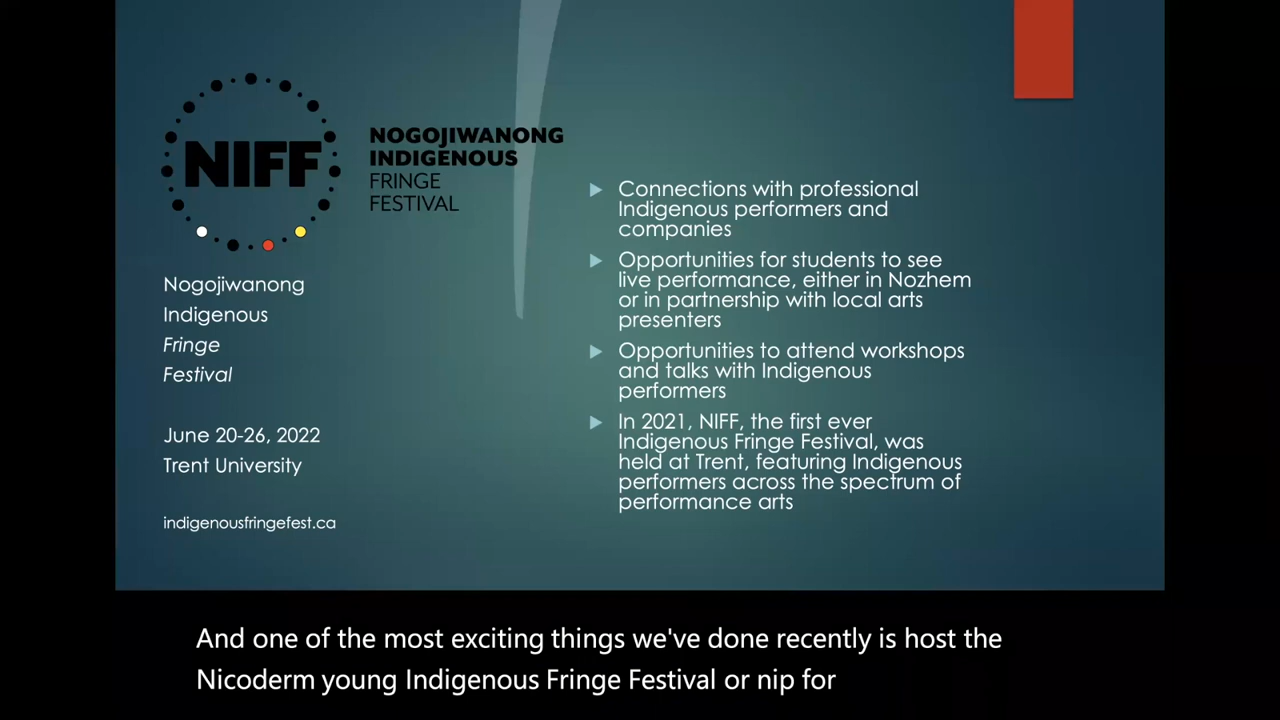 NIFF
NOGOJIWANONG
INDIGENOUS
FRINGE
FESTIVAL
Nogojiwanong
Indigenous
Fringe
Festival
June 20-26, 2022
Trent University
indigenousfringefest.ca
Connections with professional
Indigenous performers and
companies
Opportunities for students to see
live performance, either in Nozhem
or in partnership with local arts
presenters
Opportunities to attend workshops
and talks with Indigenous
performers
In 2021, NIFF, the first ever
Indigenous Fringe Festival, was
held at Trent, featuring Indigenous
performers across the spectrum of
performance arts
And one of the most exciting things we've done recently is host the
Nicoderm young Indigenous Fringe Festival or nip for